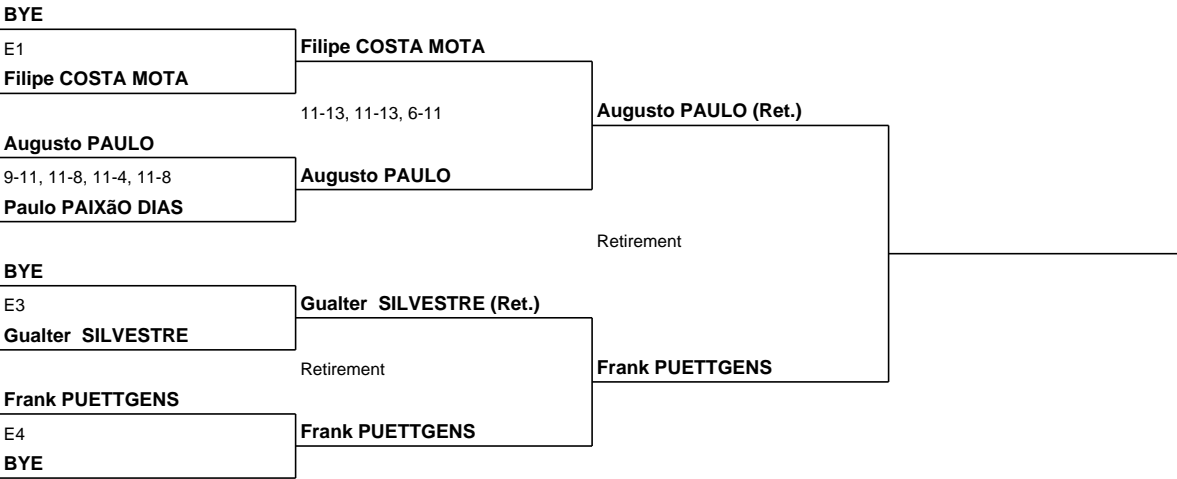 BYE
E1
Filipe COSTA MOTA
Filipe COSTA MOTA
11-13, 11-13, 6-11
Augusto PAULO (Ret.)
Augusto PAULO
9-11, 11-8, 11-4, 11-8
Augusto PAULO
Paulo PAIXãO DIAS
Retirement
BYE
E3
Gualter  SILVESTRE (Ret.)
Gualter  SILVESTRE
Retirement
Frank PUETTGENS
Frank PUETTGENS
E4
Frank PUETTGENS
BYE